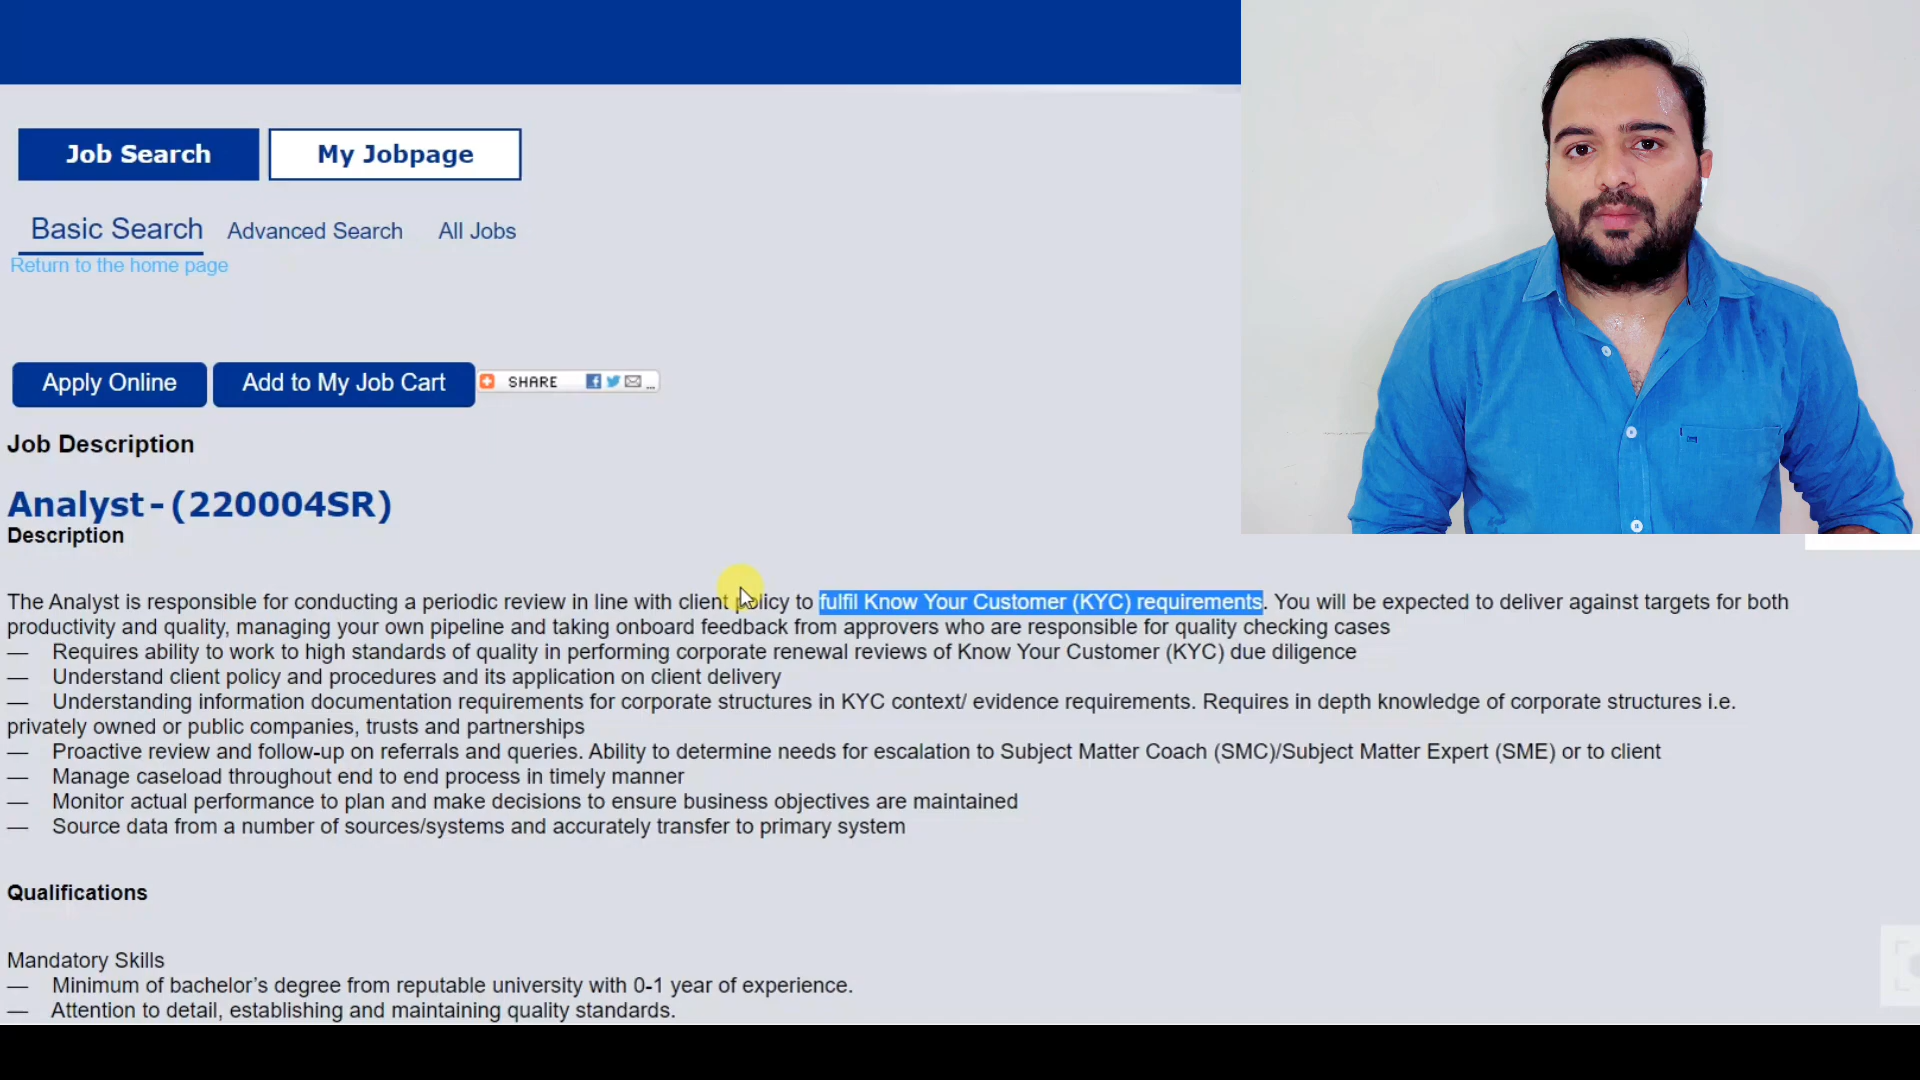 Job Search
My Jobpage
Basic Search
Advanced Search
All Jobs
Return to the home page
Apply Online
Add to My Job Cart
SHARE
...
Job Description
Analyst - (220004SR)
Description
The Analyst is responsible for conducting a periodic review in line with client policy to fulfil Know Your Customer (KYC) requirements. You will be expected to deliver against targets for both
productivity and quality, managing your own pipeline and taking onboard feedback from approvers who are responsible for quality checking cases
— Requires ability to work to high standards of quality in performing corporate renewal reviews of Know Your Customer (KYC) due diligence
— Understand client policy and procedures and its application on client delivery
— Understanding information documentation requirements for corporate structures in KYC context/ evidence requirements. Requires in depth knowledge of corporate structures i.e.
privately owned or public companies, trusts and partnerships
— Proactive review and follow-up on referrals and queries. Ability to determine needs for escalation to Subject Matter Coach (SMC)/Subject Matter Expert (SME) or to client
— Manage caseload throughout end to end process in timely manner
— Monitor actual performance to plan and make decisions to ensure business objectives are maintained
— Source data from a number of sources/systems and accurately transfer to primary system
Qualifications
Mandatory Skills
— Minimum of bachelor’s degree from reputable university with 0-1 year of experience.
— Attention to detail, establishing and maintaining quality standards.